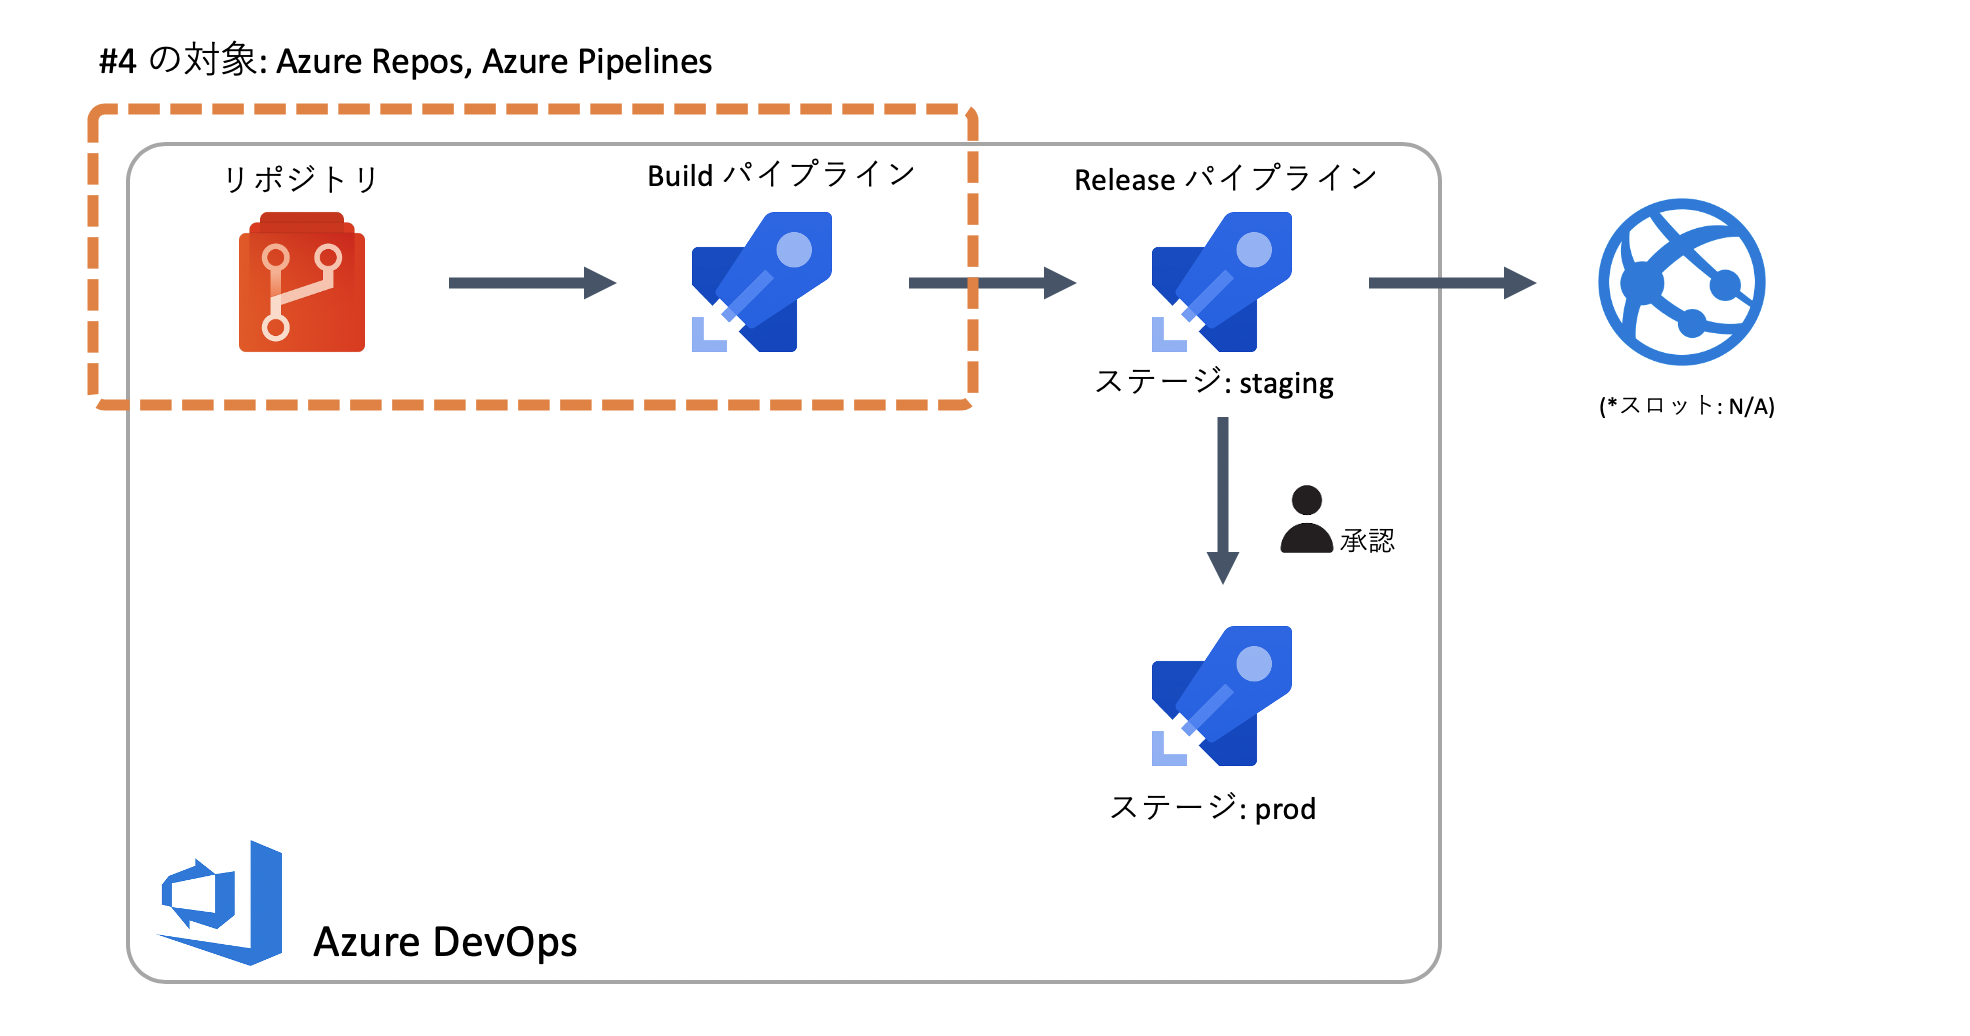 #4 の対象: Azure Repos, Azure Pipelines
リポジトリ
Build パイプライン
Release パイプライン
ステージ: staging
(*スロット: N/A)
承認
ステージ: prod
Azure DevOps